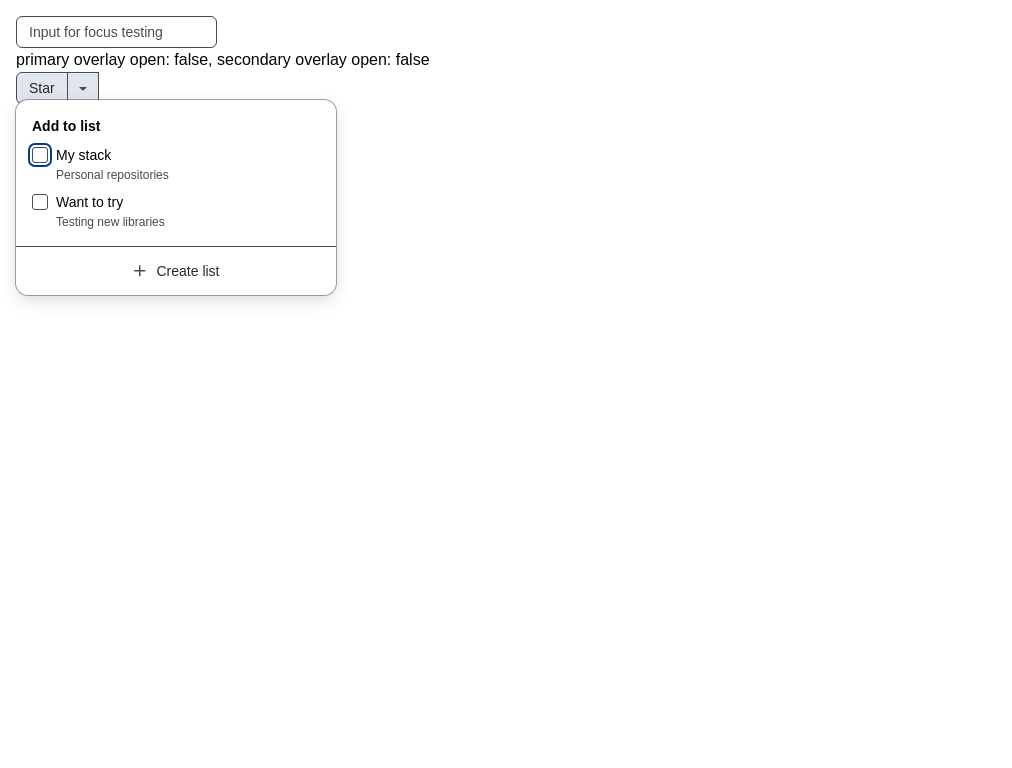 Input for focus testing
primary overlay open: false, secondary overlay open: false
Star
Add to list
My stack
Personal repositories
Want to try
Testing new libraries
Create list